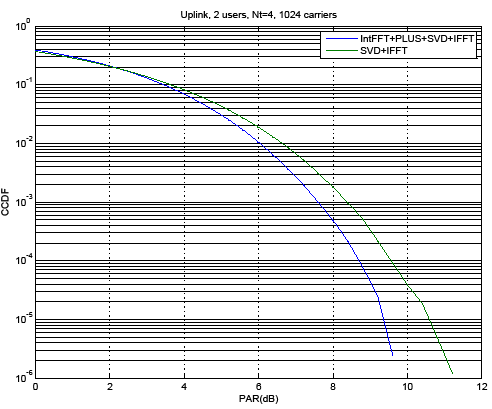 Uplink, 2 users, Nt=4, 1024 carriers
IntFFT+PLUS+SVD+IFFT
SVD+IFFT
CCDF
10^0
10^-1
10^-2
10^-3
10^-4
10^-5
10^-6
0 2 4 6 8 10 12
PAR(dB)